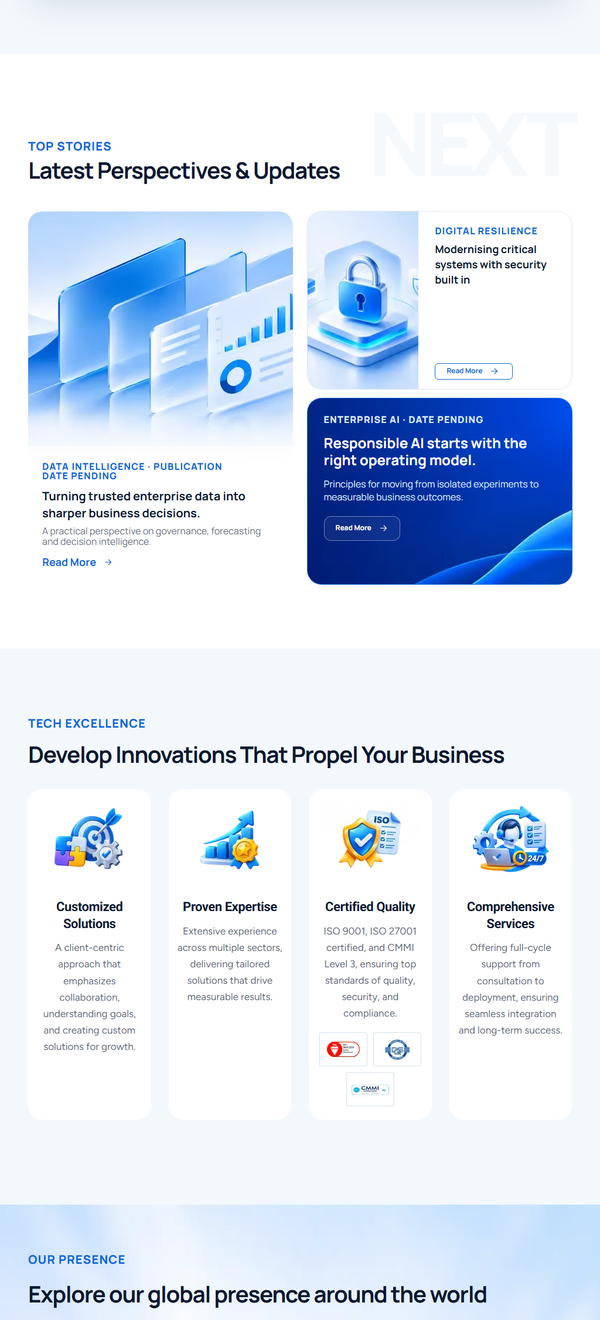 NEXT
TOP STORIES
Latest Perspectives & Updates
DIGITAL RESILIENCE
Modernising critical
systems with security
built in
Read More
DATA INTELLIGENCE · PUBLICATION
DATE PENDING
Turning trusted enterprise data into
sharper business decisions.
A practical perspective on governance, forecasting
and decision intelligence.
Read More
ENTERPRISE AI · DATE PENDING
Responsible AI starts with the
right operating model.
Principles for moving from isolated experiments to
measurable business outcomes.
Read More
TECH EXCELLENCE
Develop Innovations That Propel Your Business
Customized
Solutions
A client-centric
approach that
emphasizes
collaboration,
understanding goals,
and creating custom
solutions for growth.
Proven Expertise
Extensive experience
across multiple sectors,
delivering tailored
solutions that drive
measurable results.
ISO
Certified Quality
ISO 9001, ISO 27001
certified, and CMMI
Level 3, ensuring top
standards of quality,
security, and
compliance.
CMMI
24/7
Comprehensive
Services
Offering full-cycle
support from
consultation to
deployment, ensuring
seamless integration
and long-term success.
OUR PRESENCE
Explore our global presence around the world